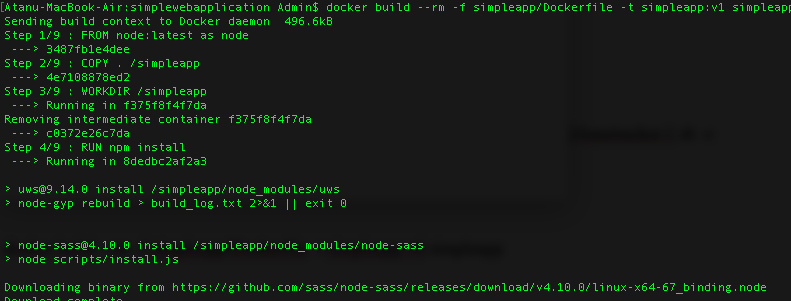 [Atanu-MacBook-Air:simplewebapplication Admin$ docker build --rm -f simpleapp/Dockerfile -t simpleapp:v1 simpleapp
Sending build context to Docker daemon  496.6kB
Step 1/9 : FROM node:latest as node
 ---> 3487fb1e4dee
Step 2/9 : COPY . /simpleapp
 ---> 4e7108878ed2
Step 3/9 : WORKDIR /simpleapp
 ---> Running in f375f8f4f7da
Removing intermediate container f375f8f4f7da
 ---> c0372e26c7da
Step 4/9 : RUN npm install
 ---> Running in 8dedbc2af2a3
> uws@9.14.0 install /simpleapp/node_modules/uws
> node-gyp rebuild > build_log.txt 2>&1 || exit 0
> node-sass@4.10.0 install /simpleapp/node_modules/node-sass
> node scripts/install.js
Downloading binary from https://github.com/sass/node-sass/releases/download/v4.10.0/linux-x64-67_binding.node
Download complete